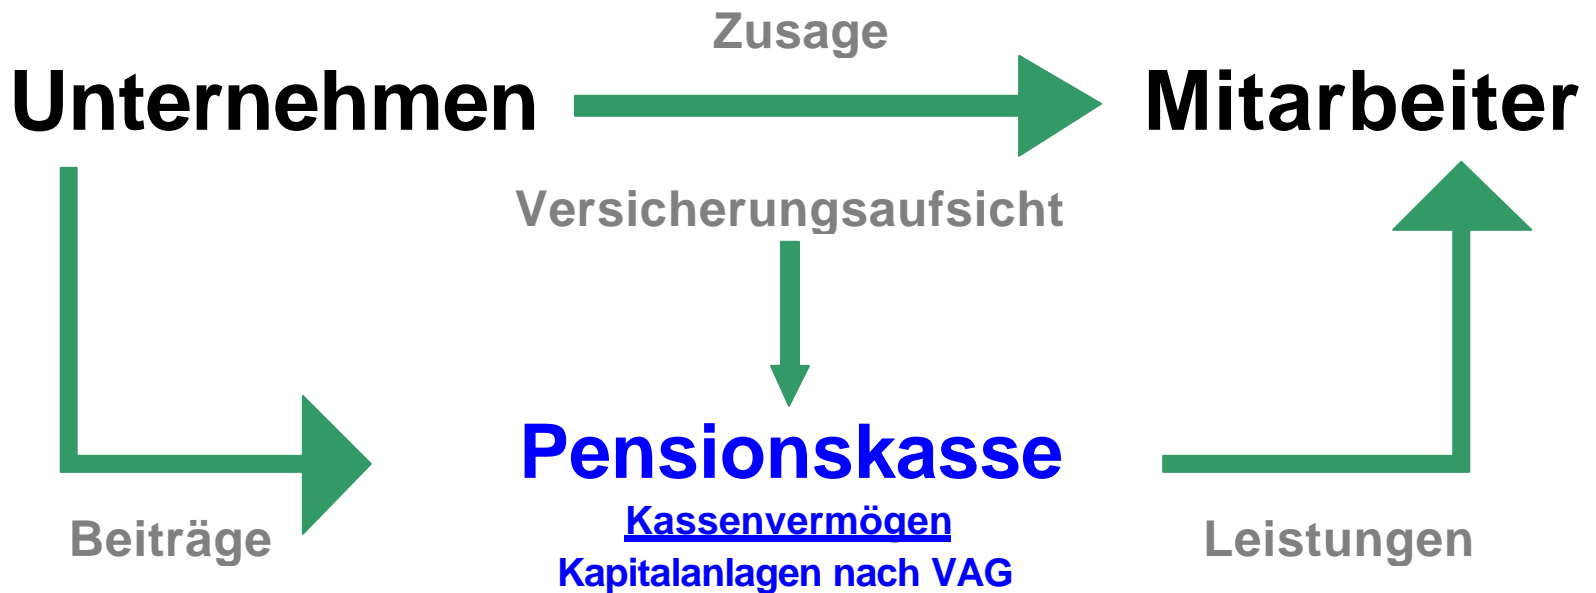 Zusage
Unternehmen
Mitarbeiter
Versicherungsaufsicht
Pensionskasse
Kassenvermögen
Kapitalanlagen nach VAG
Beiträge
Leistungen